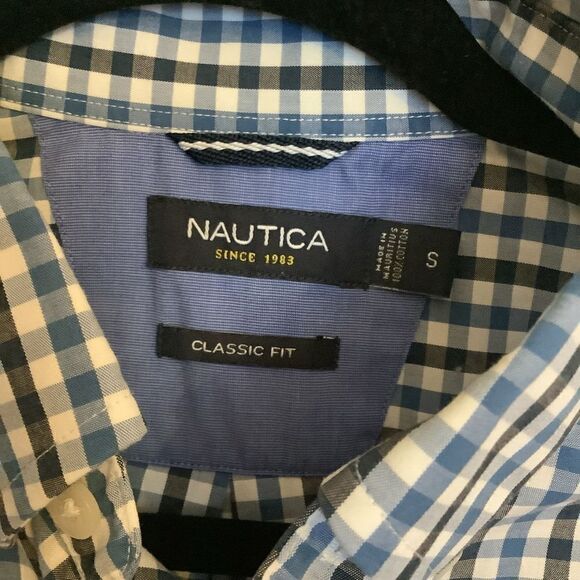 NAUTICA
SINCE 1983
MADE IN
MAURITIUS
100% COTTON
S
CLASSIC FIT